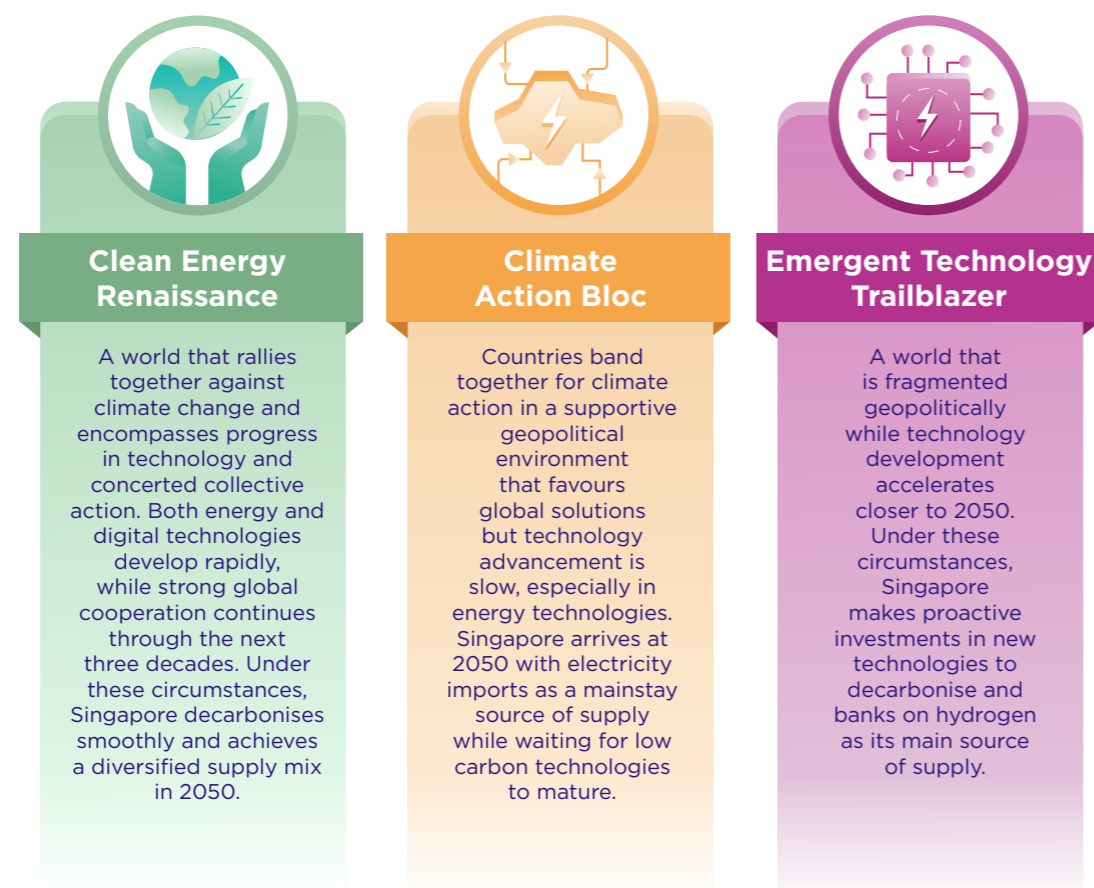 Clean Energy
Renaissance
A world that rallies
together against
climate change and
encompasses progress
in technology and
concerted collective
action. Both energy and
digital technologies
develop rapidly,
while strong global
cooperation continues
through the next
three decades. Under
these circumstances,
Singapore decarbonises
smoothly and achieves
a diversified supply mix
in 2050.
Climate
Action Bloc
Countries band
together for climate
action in a supportive
geopolitical
environment
that favours
global solutions
but technology
advancement is
slow, especially in
energy technologies.
Singapore arrives at
2050 with electricity
imports as a mainstay
source of supply
while waiting for low
carbon technologies
to mature.
Emergent Technology
Trailblazer
A world that
is fragmented
geopolitically
while technology
development
accelerates
closer to 2050.
Under these
circumstances,
Singapore
makes proactive
investments in new
technologies to
decarbonise and
banks on hydrogen
as its main source
of supply.